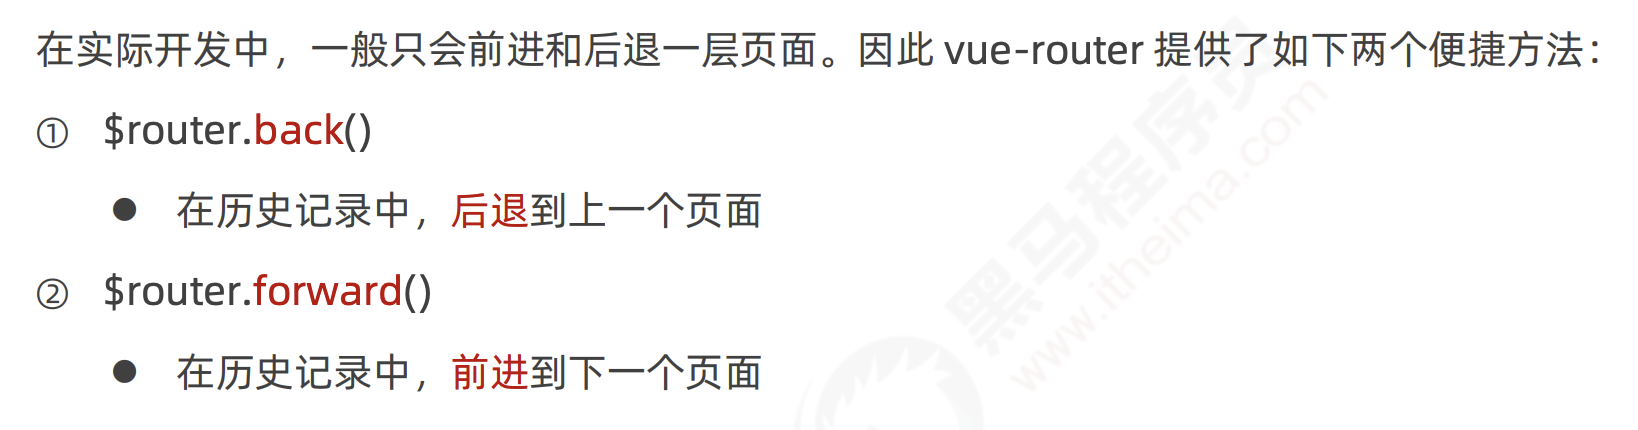 在实际开发中，一般只会前进和后退一层页面。因此 vue-router 提供了如下两个便捷方法：
① $router.back()
● 在历史记录中，后退到上一个页面
② $router.forward()
● 在历史记录中，前进到下一个页面
黑马程序员
www.itheima.com